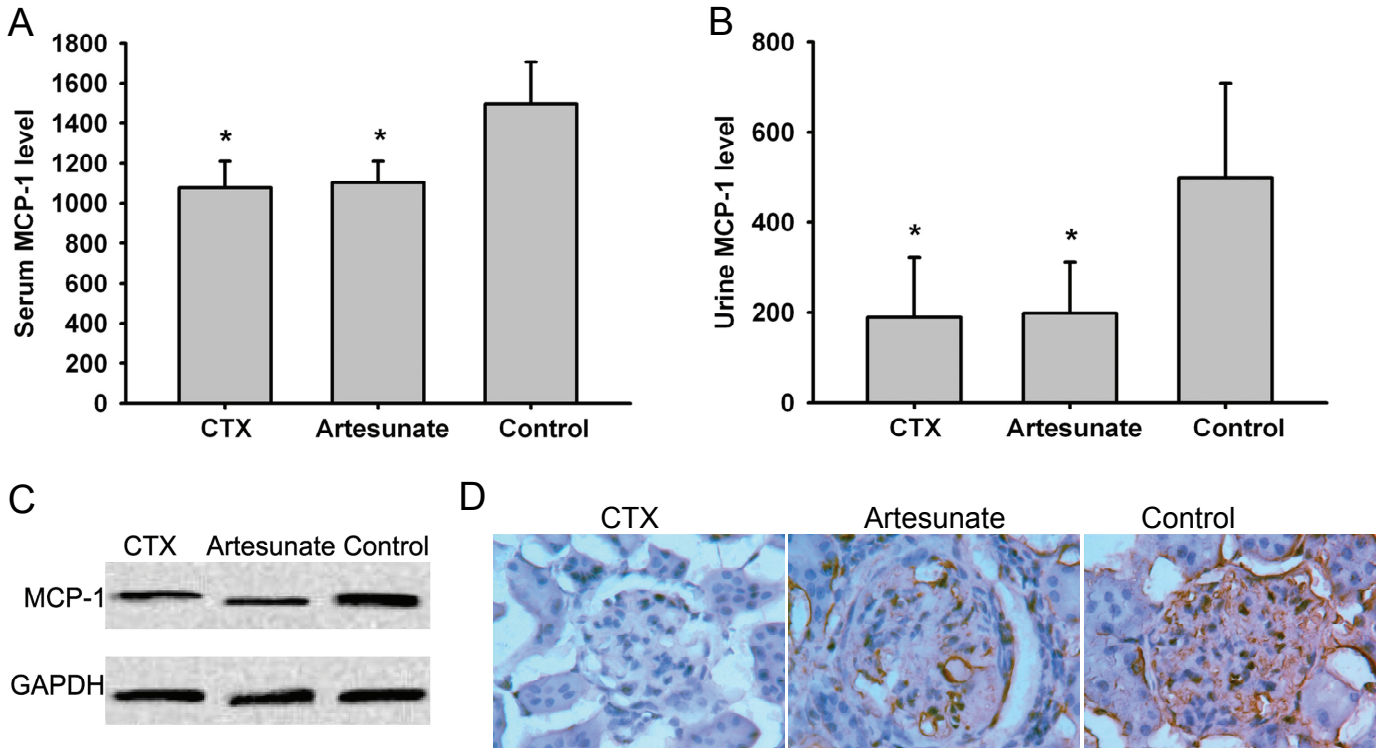 A
1800
1600
1400
1200
1000
800
600
400
200
0
Serum MCP-1 level
*
*
CTX Artesunate Control
B
800
600
400
200
0
Urine MCP-1 level
*
*
CTX Artesunate Control
C
CTX Artesunate Control
MCP-1
GAPDH
D
CTX Artesunate Control